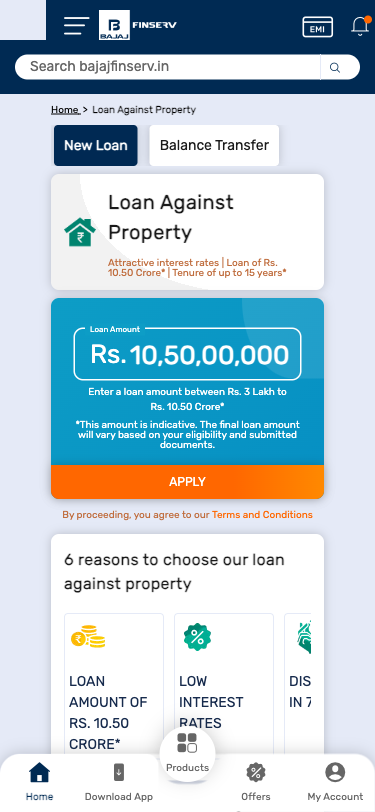 BAJAJ
FINSERV
EMI
Search bajajfinserv.in
Home > Loan Against Property
New Loan
Balance Transfer
Loan Against
Property
Attractive interest rates | Loan of Rs.
10.50 Crore* | Tenure of up to 15 years*
Loan Amount
Rs. 10,50,00,000
Enter a loan amount between Rs. 3 Lakh to
Rs. 10.50 Crore*
*This amount is indicative. The final loan amount
will vary based on your eligibility and submitted
documents.
APPLY
By proceeding, you agree to our Terms and Conditions
6 reasons to choose our loan
against property
LOAN
AMOUNT OF
RS. 10.50
CRORE*
LOW
INTEREST
RATES
DIS
IN 7
Products
Home
Download App
Offers
My Account